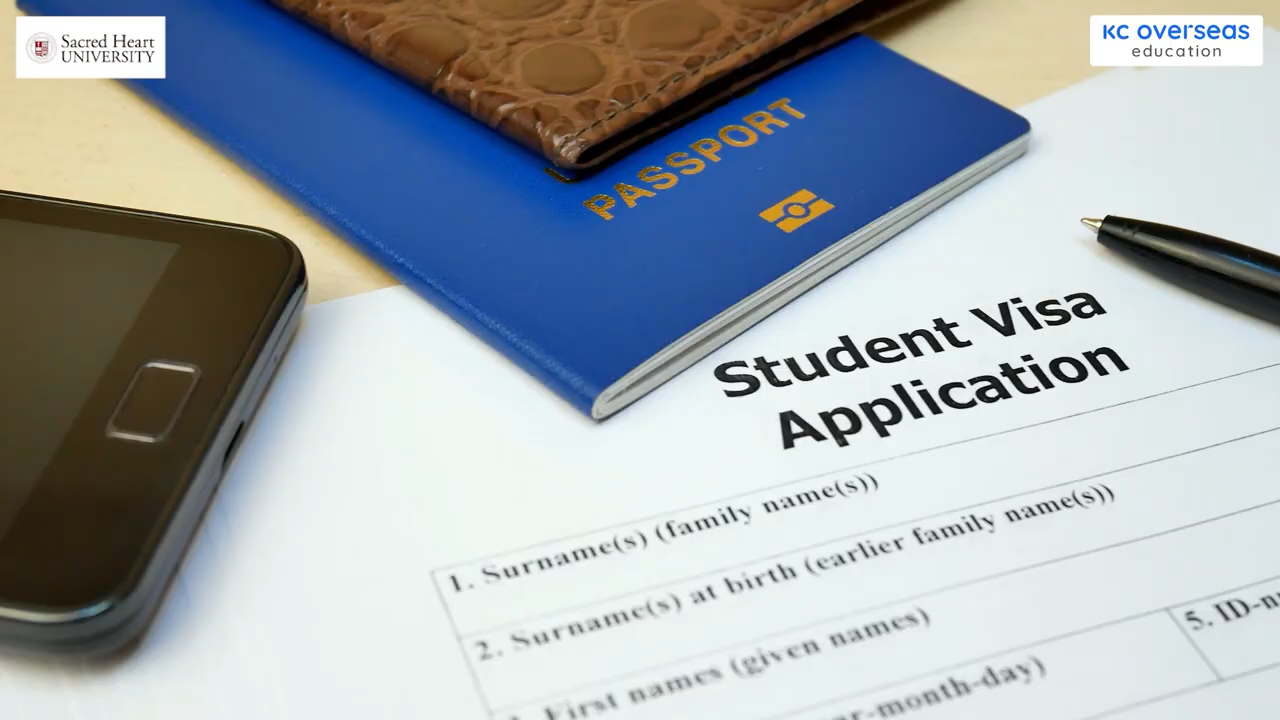 Sacred Heart
UNIVERSITY
KC overseas
education
PASSPORT
Student Visa
Application
1. Surname(s) (family name(s))
2. Surname(s) at birth (earlier family name(s))
First names (given names)
5. ID-
-month-day)